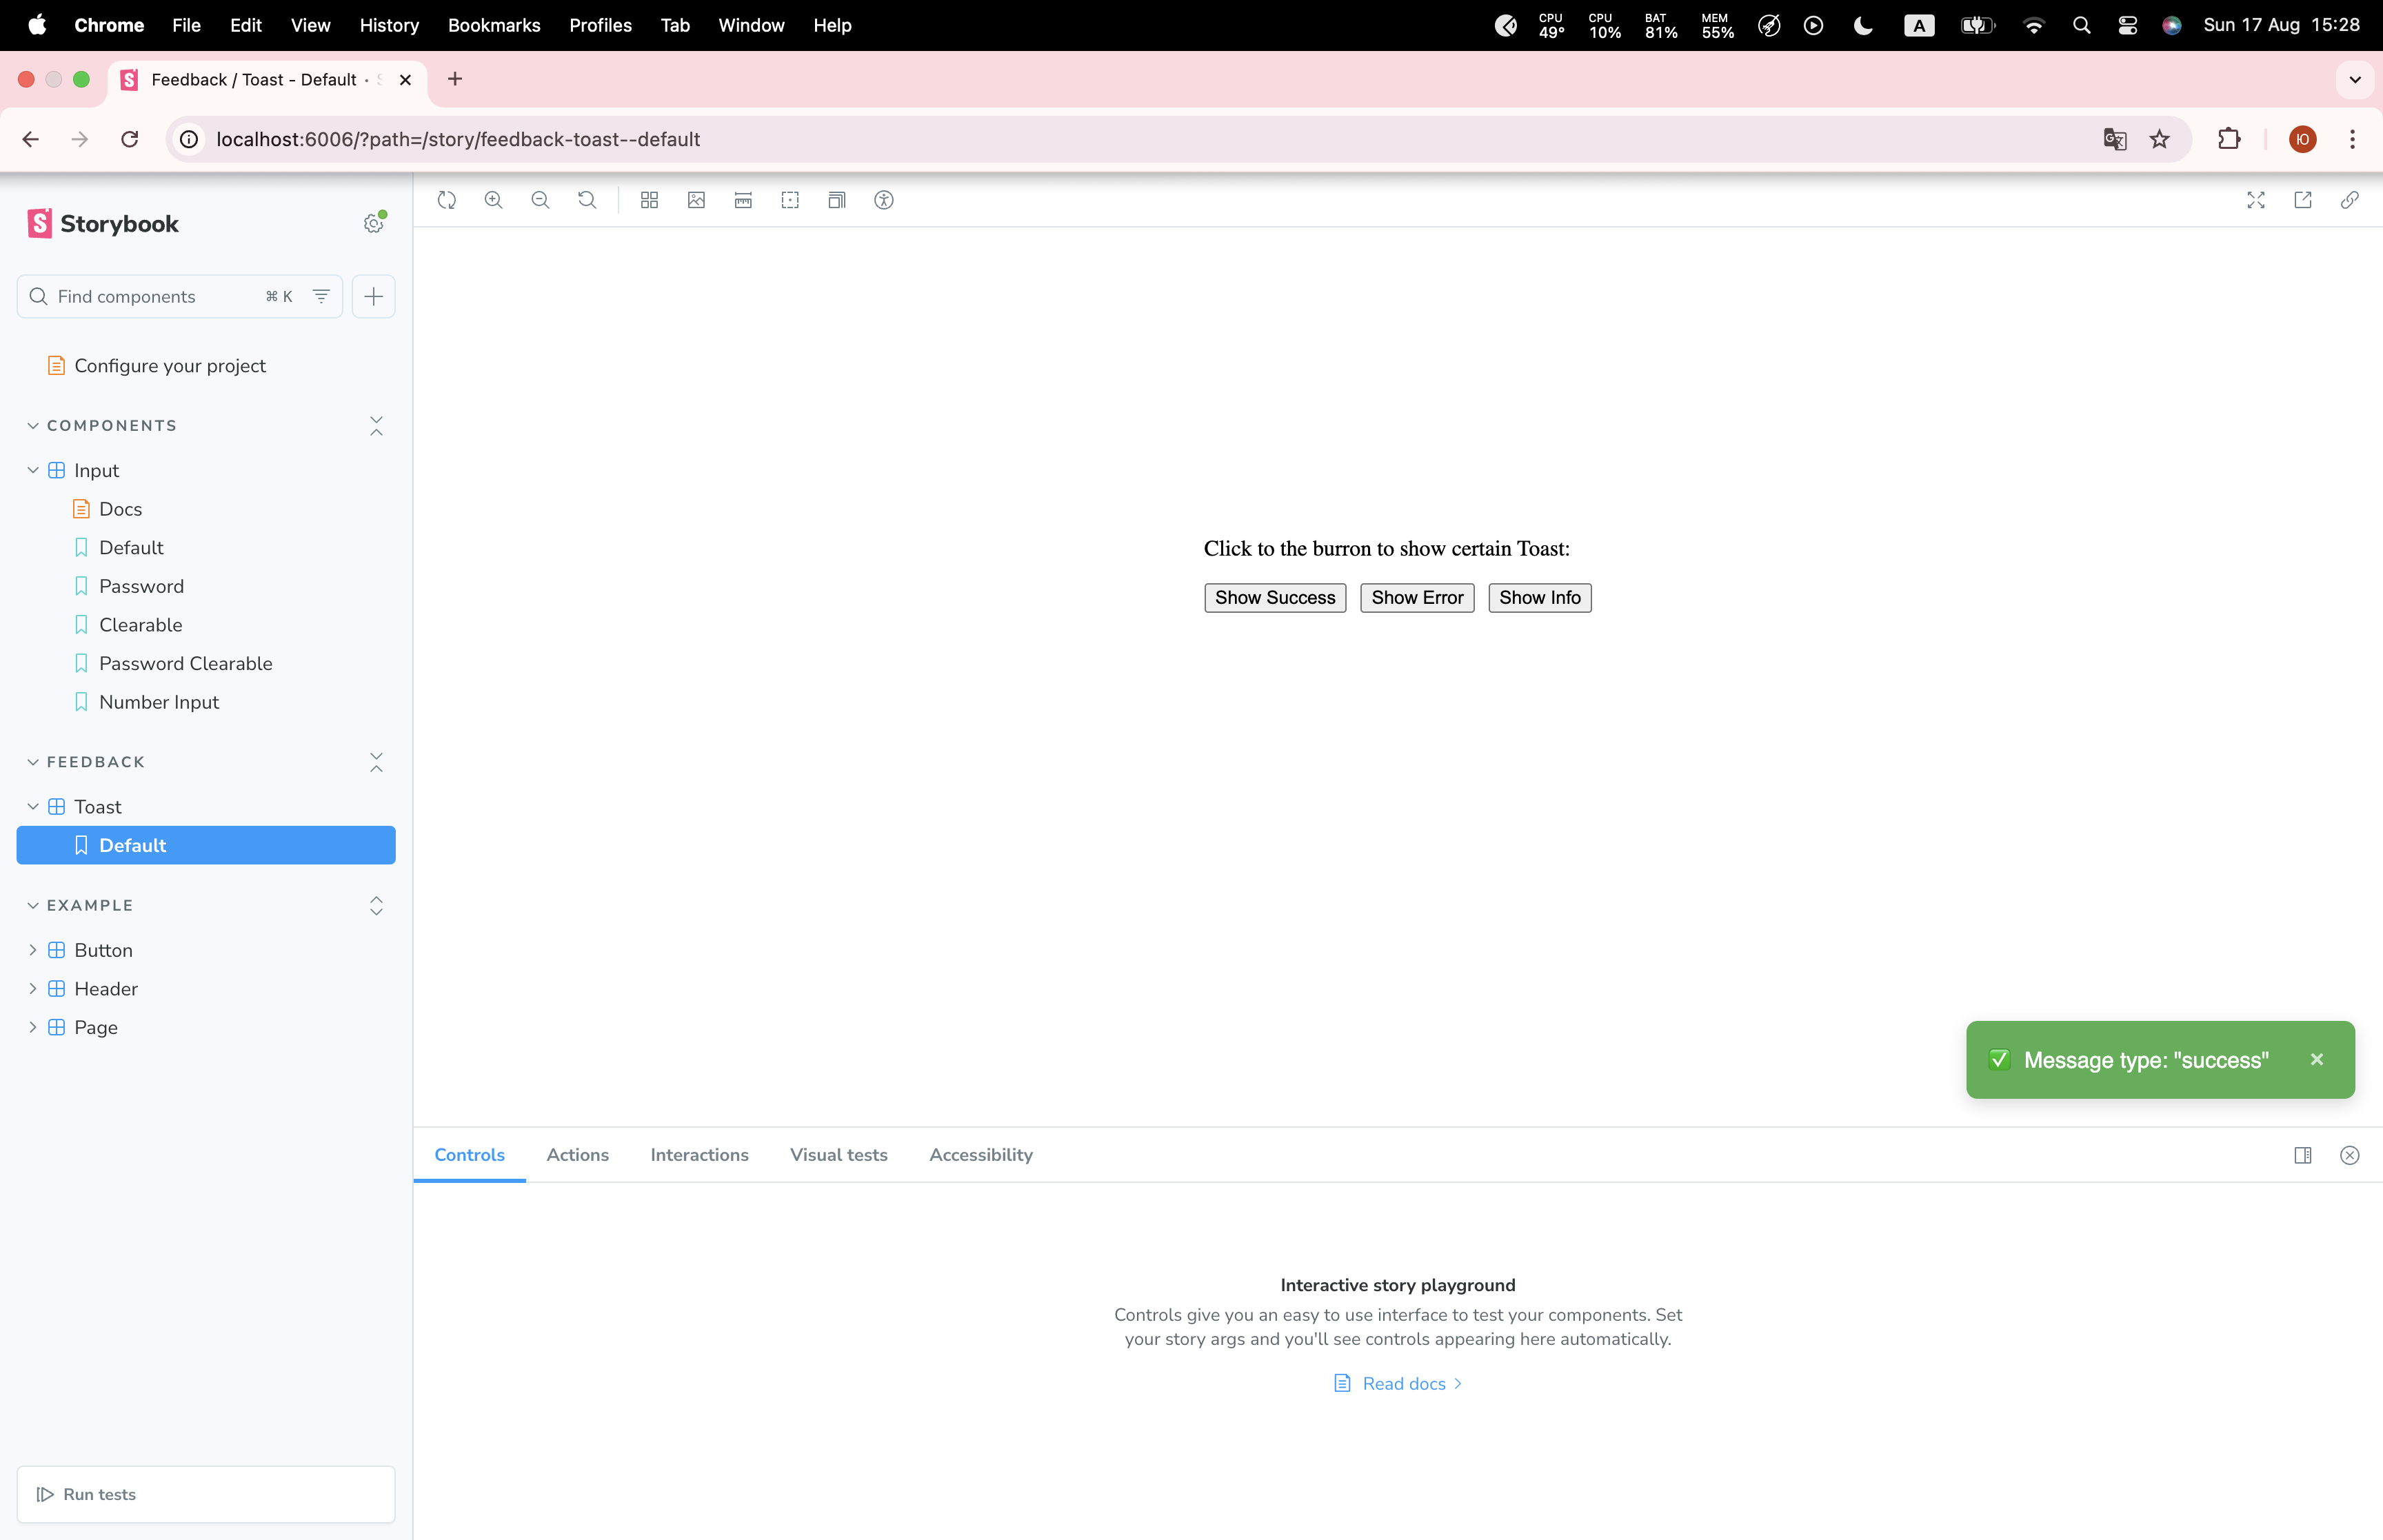 Chrome File Edit View History Bookmarks Profiles Tab Window Help
CPU 49° CPU 10% BAT 81% MEM 55% A Sun 17 Aug 15:28
Feedback / Toast - Default ·
localhost:6006/?path=/story/feedback-toast--default
Ю
Storybook
Find components ⌘ K
Configure your project
COMPONENTS
Input
Docs
Default
Password
Clearable
Password Clearable
Number Input
FEEDBACK
Toast
Default
EXAMPLE
Button
Header
Page
Run tests
Click to the burron to show certain Toast:
Show Success Show Error Show Info
Message type: "success"
Controls Actions Interactions Visual tests Accessibility
Interactive story playground
Controls give you an easy to use interface to test your components. Set
your story args and you'll see controls appearing here automatically.
Read docs